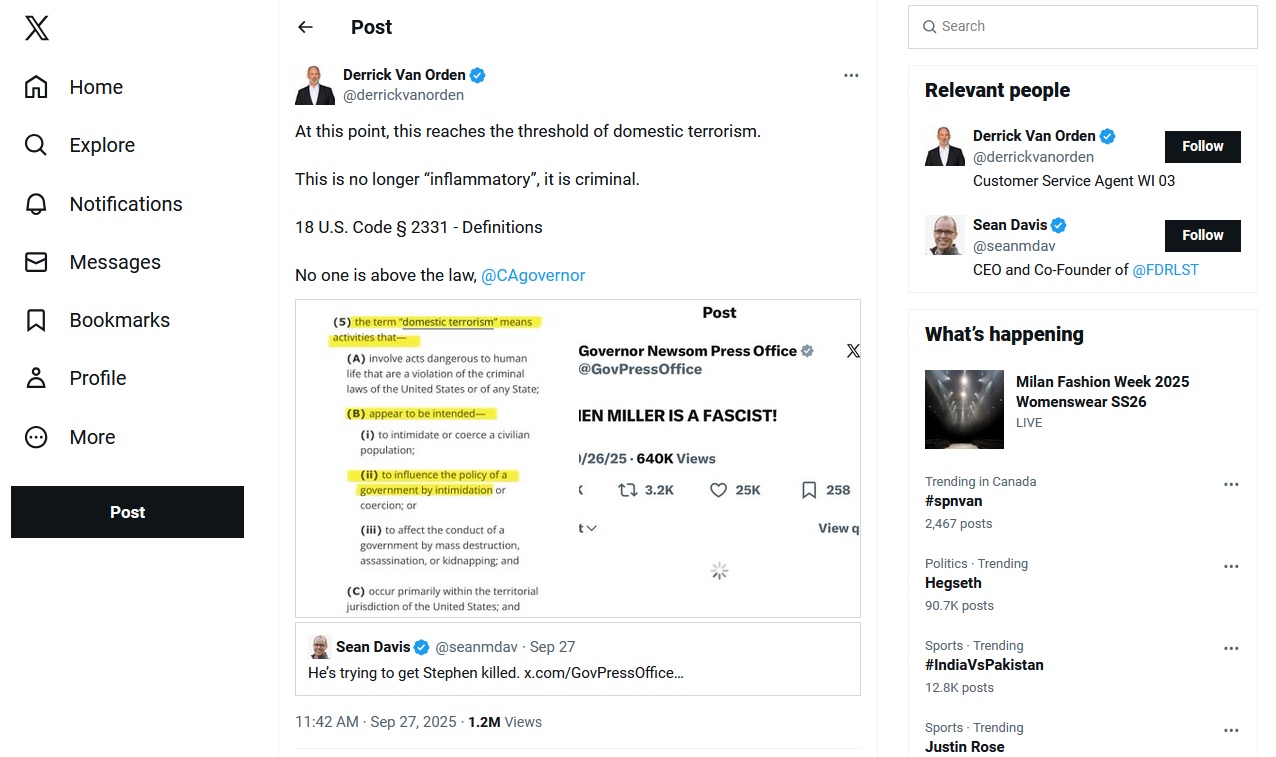 Home
Explore
Notifications
Messages
Bookmarks
Profile
More
Post
Post
Derrick Van Orden
@derrickvanorden
At this point, this reaches the threshold of domestic terrorism.
This is no longer “inflammatory”, it is criminal.
18 U.S. Code § 2331 - Definitions
No one is above the law, @CAgovernor
(5) the term “domestic terrorism” means
activities that—
(A) involve acts dangerous to human
life that are a violation of the criminal
laws of the United States or of any State;
(B) appear to be intended—
(i) to intimidate or coerce a civilian
population;
(ii) to influence the policy of a
government by intimidation or
coercion; or
(iii) to affect the conduct of a
government by mass destruction,
assassination, or kidnapping; and
(C) occur primarily within the territorial
jurisdiction of the United States; and
Post
Governor Newsom Press Office
@GovPressOffice
EN MILLER IS A FASCIST!
/26/25 · 640K Views
3.2K 25K 258
View q
Sean Davis @seanmdav · Sep 27
He’s trying to get Stephen killed. x.com/GovPressOffice…
11:42 AM · Sep 27, 2025 · 1.2M Views
Search
Relevant people
Derrick Van Orden
@derrickvanorden
Follow
Customer Service Agent WI 03
Sean Davis
@seanmdav
Follow
CEO and Co-Founder of @FDRLST
What’s happening
Milan Fashion Week 2025
Womenswear SS26
LIVE
Trending in Canada
#spnvan
2,467 posts
Politics · Trending
Hegseth
90.7K posts
Sports · Trending
#IndiaVsPakistan
12.8K posts
Sports · Trending
Justin Rose